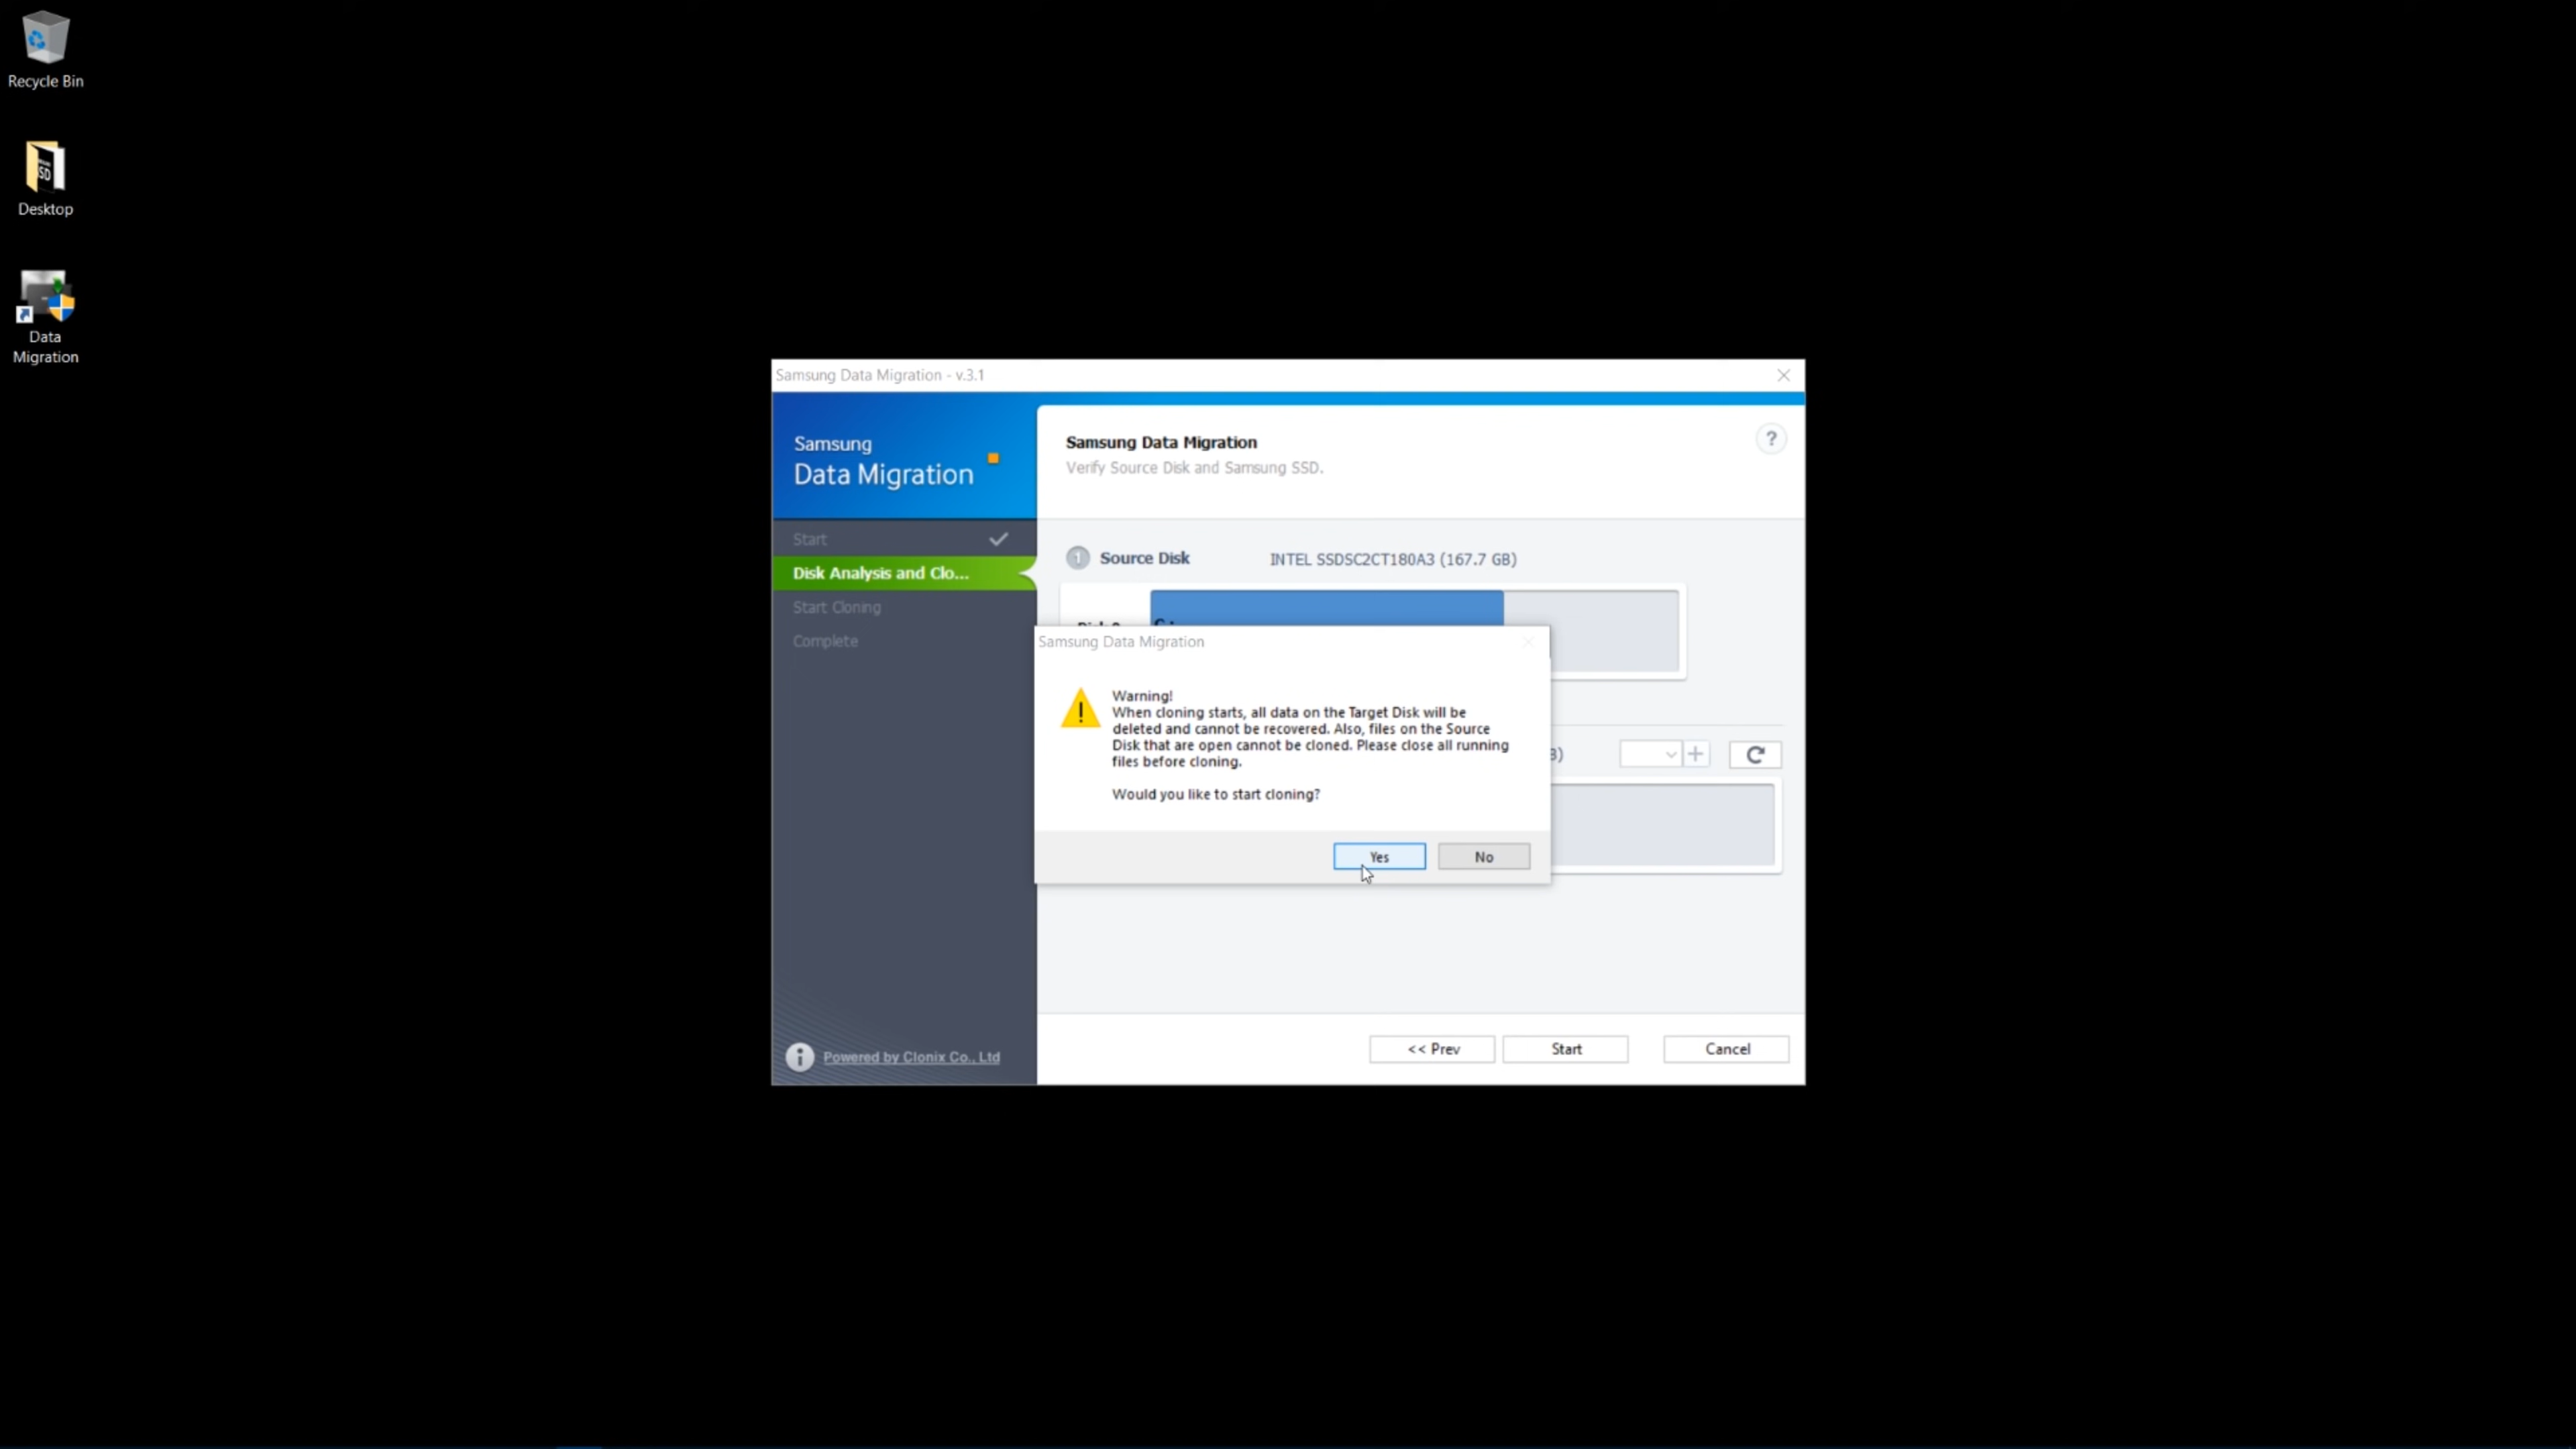 Recycle Bin
Desktop
Data
Migration
Samsung Data Migration - v.3.1
Samsung
Data Migration
Samsung Data Migration
Verify Source Disk and Samsung SSD.
?
Start
Disk Analysis and Clo...
Start Cloning
Complete
1 Source Disk INTEL SSDSC2CT180A3 (167.7 GB)
Samsung Data Migration
Warning!
When cloning starts, all data on the Target Disk will be
deleted and cannot be recovered. Also, files on the Source
Disk that are open cannot be cloned. Please close all running
files before cloning.
Would you like to start cloning?
Yes No
Powered by Clonix Co., Ltd
<< Prev Start Cancel